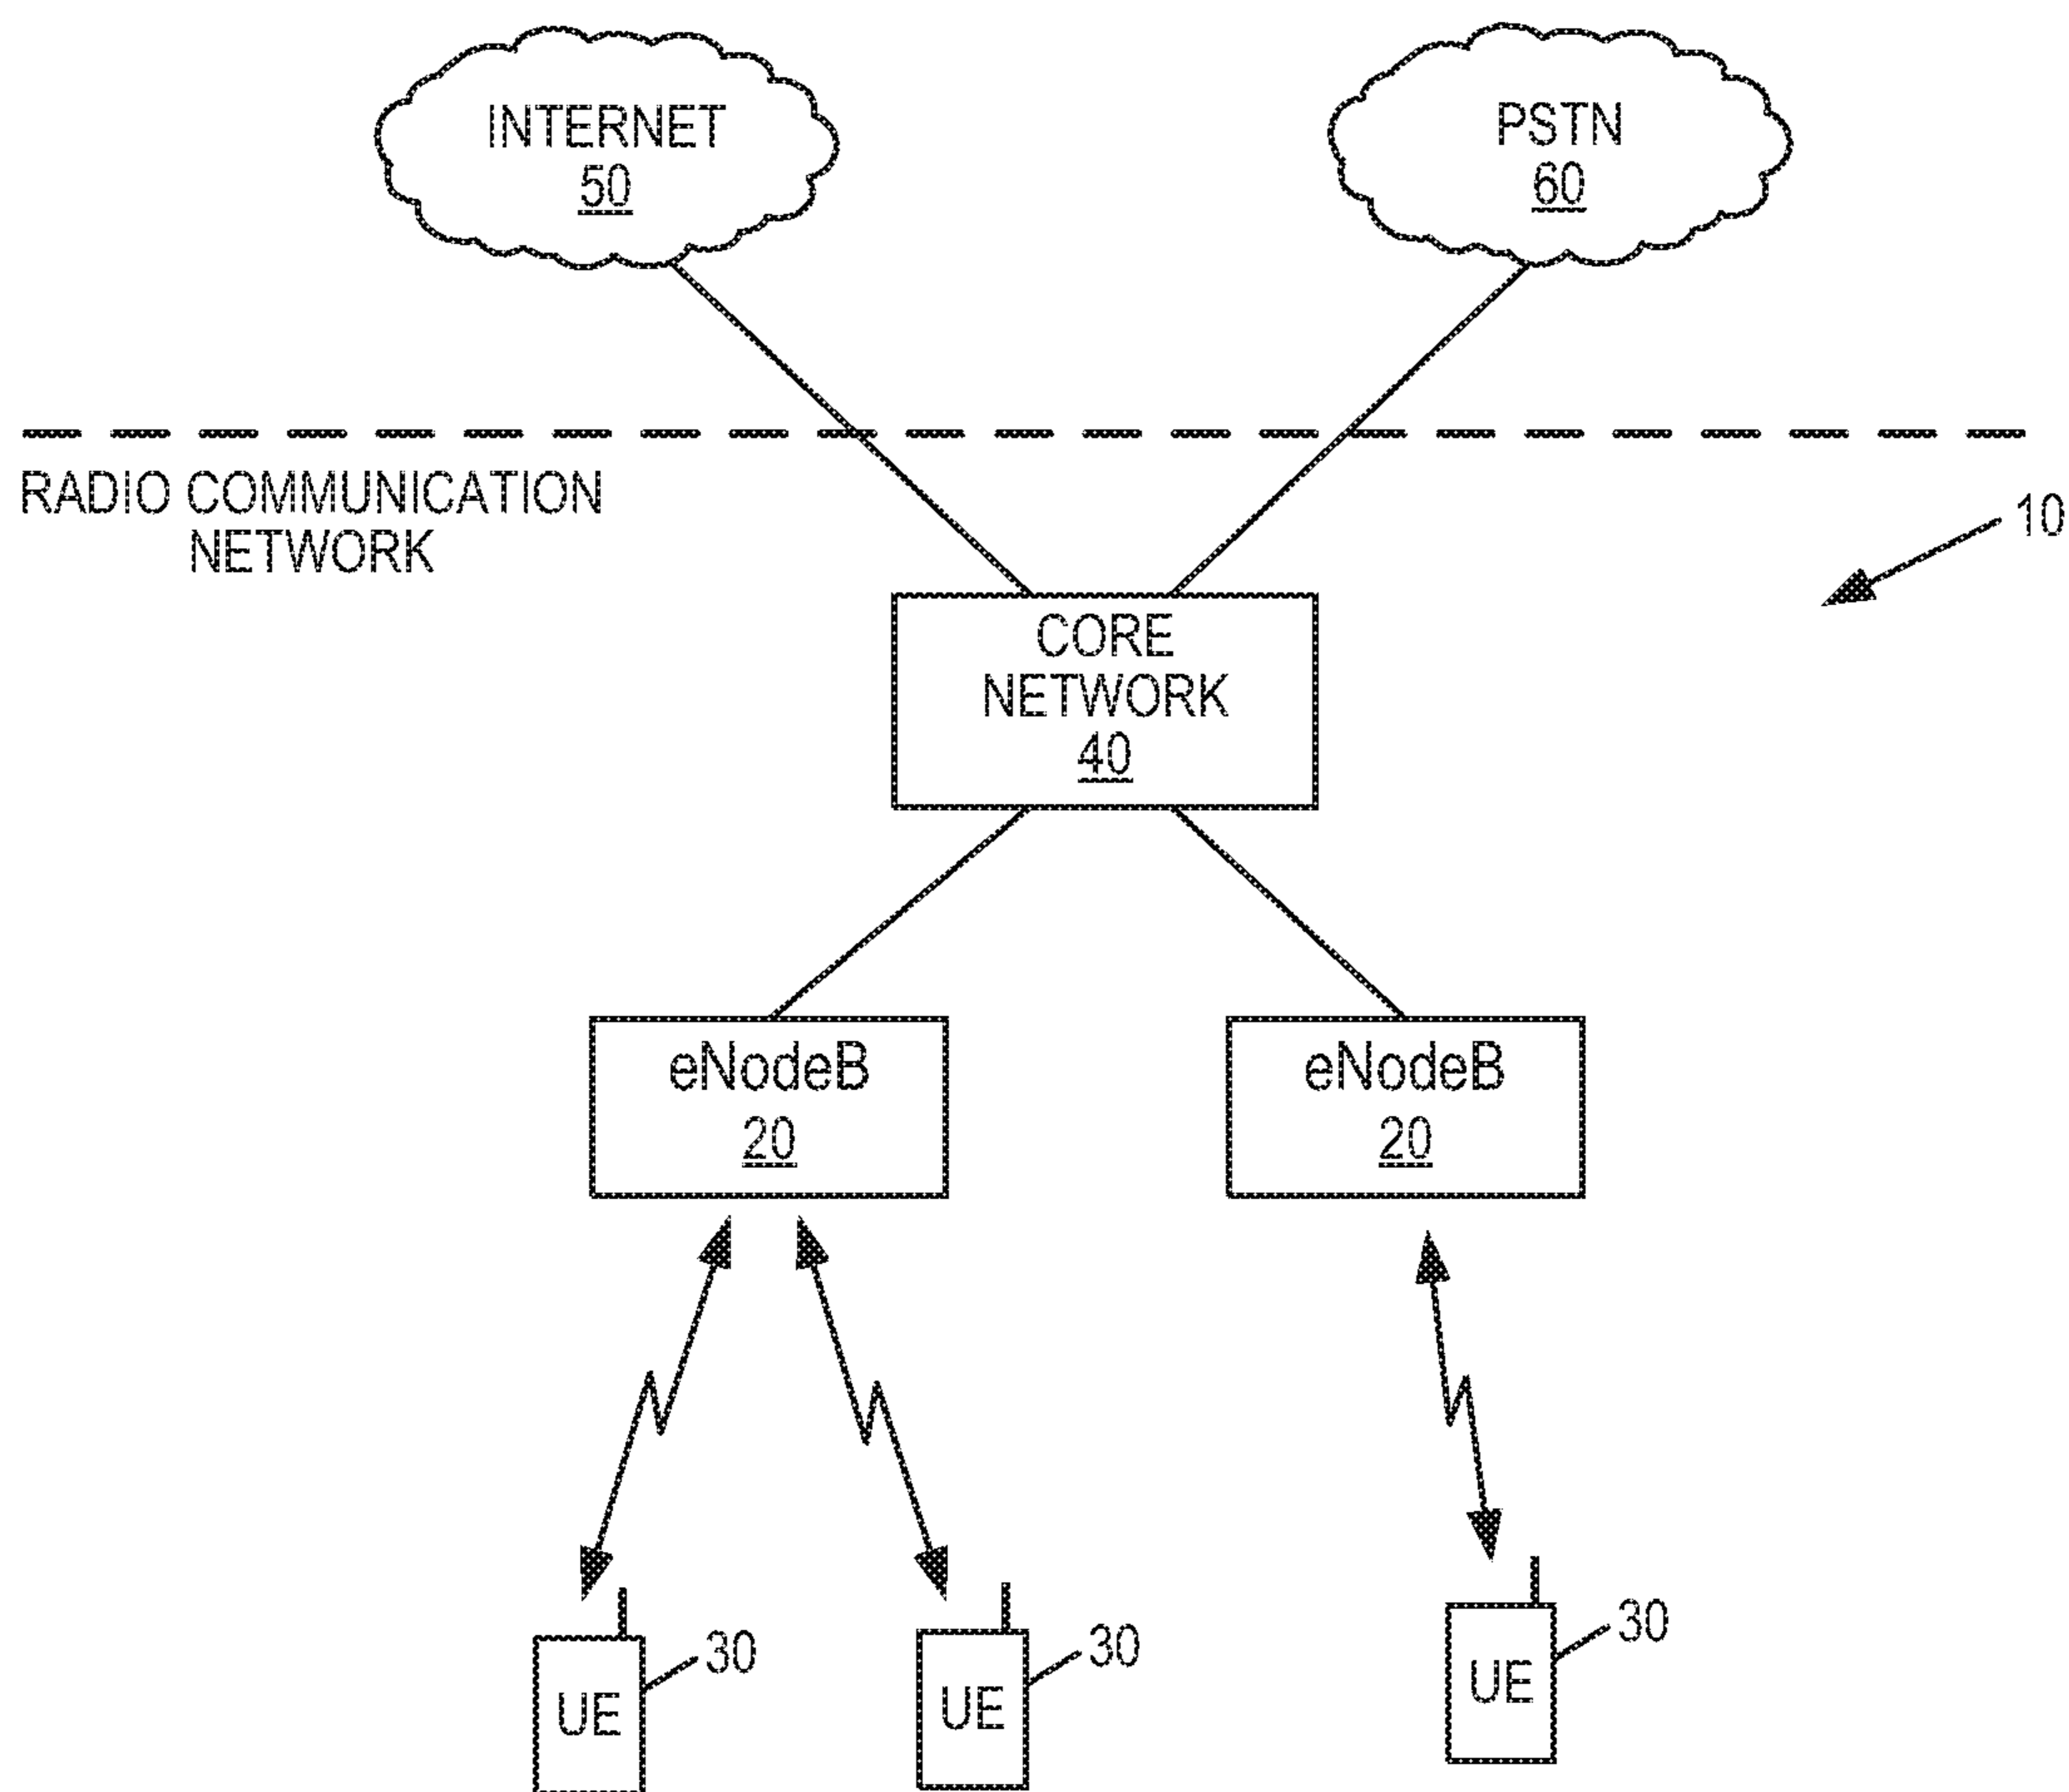 INTERNET
50
PSTN
60
RADIO COMMUNICATION
NETWORK
10
CORE
NETWORK
40
eNodeB
20
eNodeB
20
30
UE
30
UE
30
UE